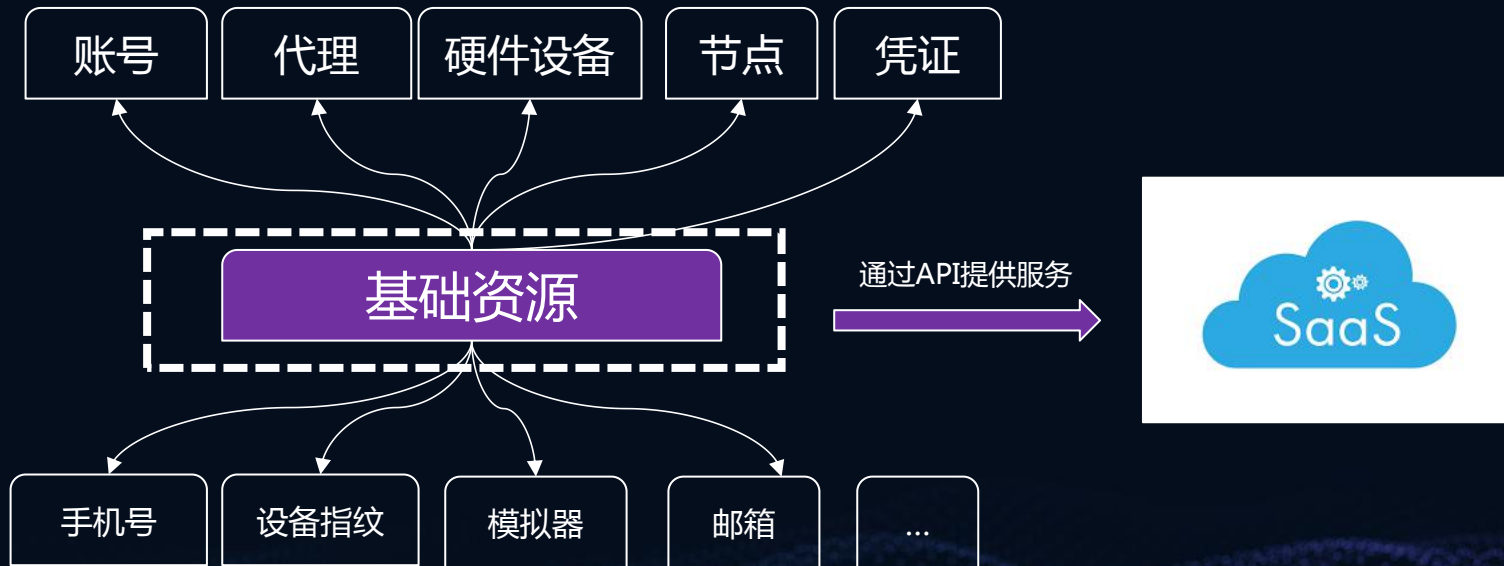 账号
代理
硬件设备
节点
凭证
基础资源
通过API提供服务
SaaS
手机号
设备指纹
模拟器
邮箱
...